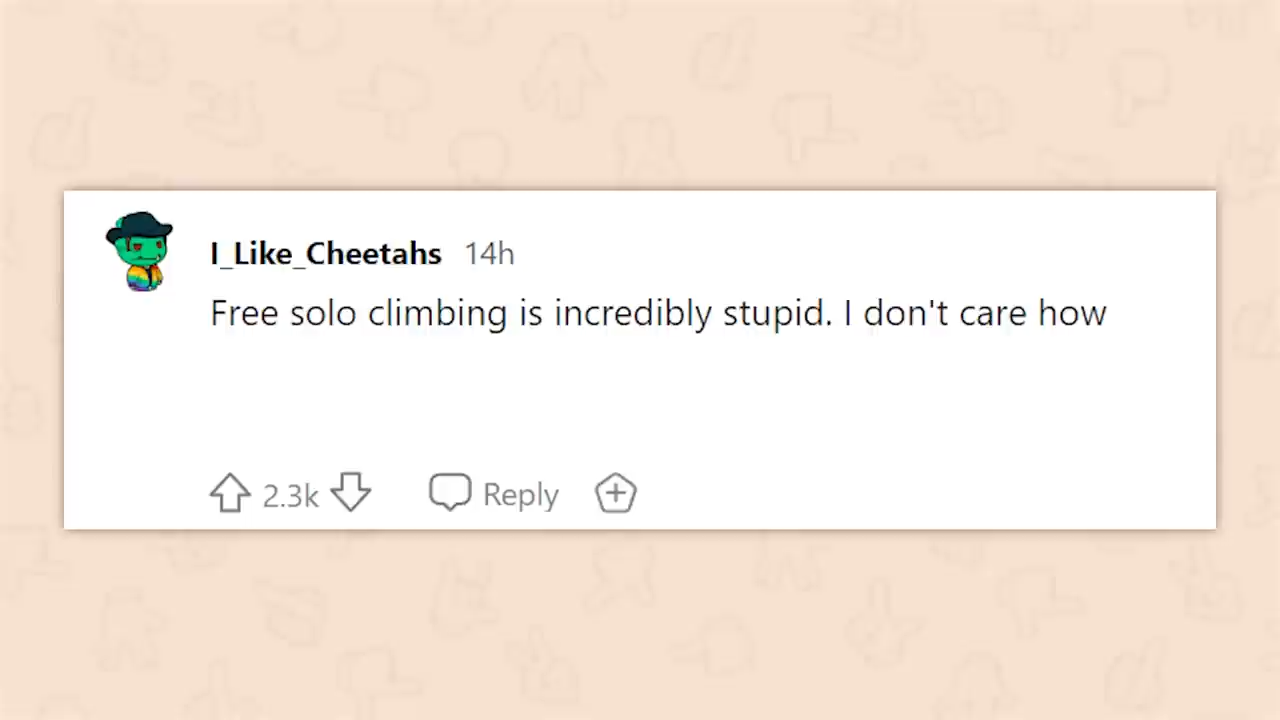 I_Like_Cheetahs 14h
Free solo climbing is incredibly stupid. I don't care how
2.3k Reply